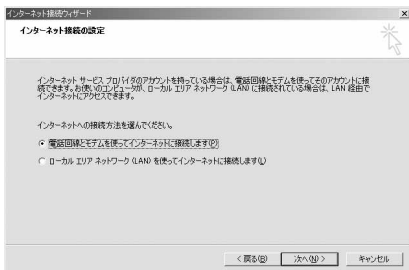 インターネット接続ウィザード
インターネット接続の設定
インターネット サービス プロバイダのアカウントを持っている場合は、電話回線とモデムを使ってそのアカウントに接
続できます。お使いのコンピュータが、ローカル エリア ネットワーク (LAN) に接続されている場合は、LAN 経由で
インターネットにアクセスできます。
インターネットへの接続方法を選んでください。
電話回線とモデムを使ってインターネットに接続します(P)
ローカル エリア ネットワーク (LAN) を使ってインターネットに接続します(L)
< 戻る(B)
次へ(N) >
キャンセル